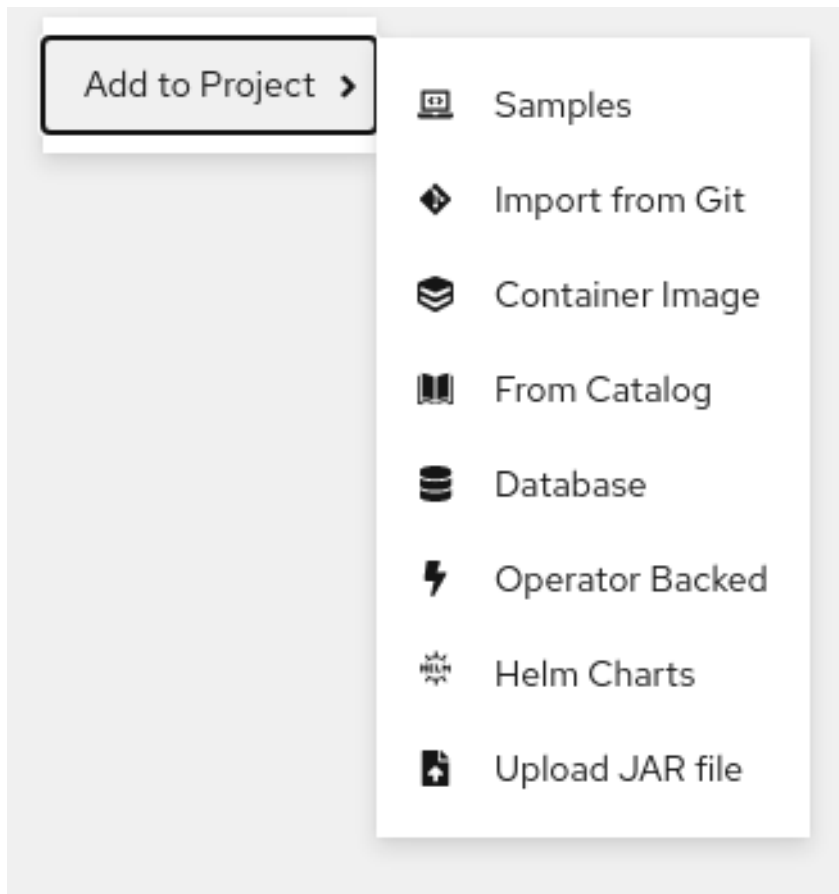 Add to Project
Samples
Import from Git
Container Image
From Catalog
Database
Operator Backed
HELM
Helm Charts
Upload JAR file